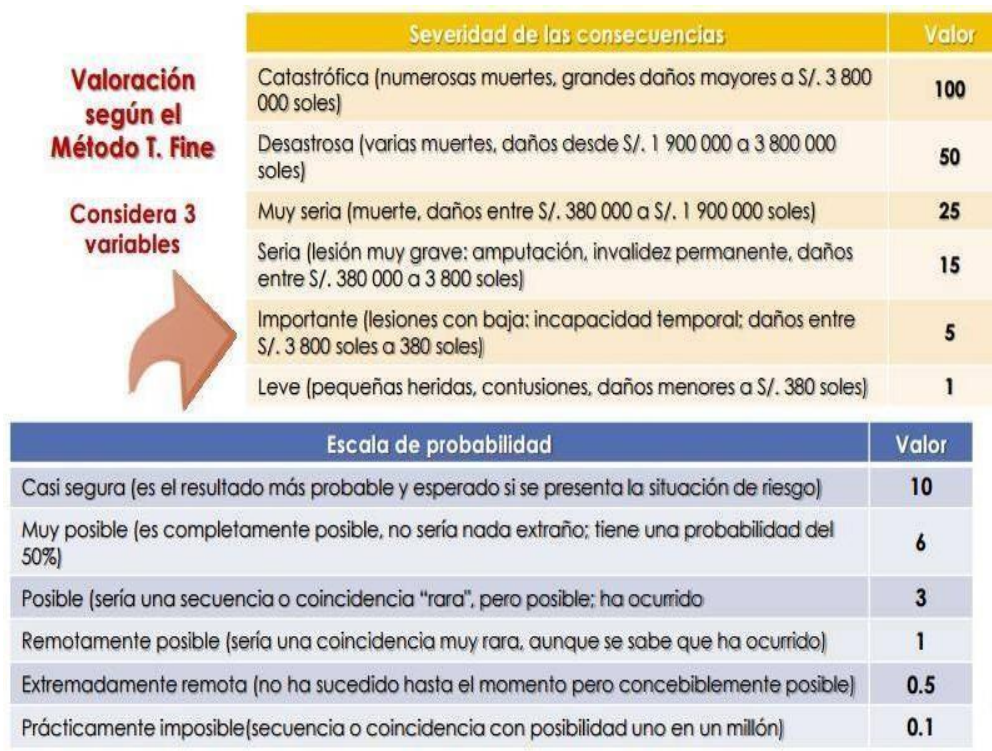 Valoración
según el
Método T. Fine
Considera 3
variables
Severidad de las consecuencias Valor
Catastrófica (numerosas muertes, grandes daños mayores a S/. 3 800
000 soles) 100
Desastrosa (varias muertes, daños desde S/. 1 900 000 a 3 800 000
soles) 50
Muy seria (muerte, daños entre S/. 380 000 a S/. 1 900 000 soles) 25
Seria (lesión muy grave: amputación, invalidez permanente, daños
entre S/. 380 000 a 3 800 soles) 15
Importante (lesiones con baja: incapacidad temporal; daños entre
S/. 3 800 soles a 380 soles) 5
Leve (pequeñas heridas, contusiones, daños menores a S/. 380 soles) 1
Escala de probabilidad Valor
Casi segura (es el resultado más probable y esperado si se presenta la situación de riesgo) 10
Muy posible (es completamente posible, no sería nada extraño; tiene una probabilidad del
50%) 6
Posible (sería una secuencia o coincidencia “rara”, pero posible; ha ocurrido 3
Remotamente posible (sería una coincidencia muy rara, aunque se sabe que ha ocurrido) 1
Extremadamente remota (no ha sucedido hasta el momento pero concebiblemente posible) 0.5
Prácticamente imposible(secuencia o coincidencia con posibilidad uno en un millón) 0.1